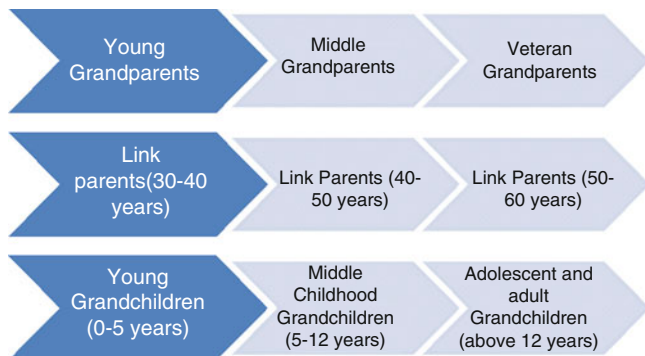 Young
Grandparents
Middle
Grandparents
Veteran
Grandparents
Link
parents(30-40
years)
Link Parents (40-
50 years)
Link Parents (50-
60 years)
Young
Grandchildren
(0-5 years)
Middle
Childhood
Grandchildren
(5-12 years)
Adolescent and
adult
Grandchildren
(above 12 years)